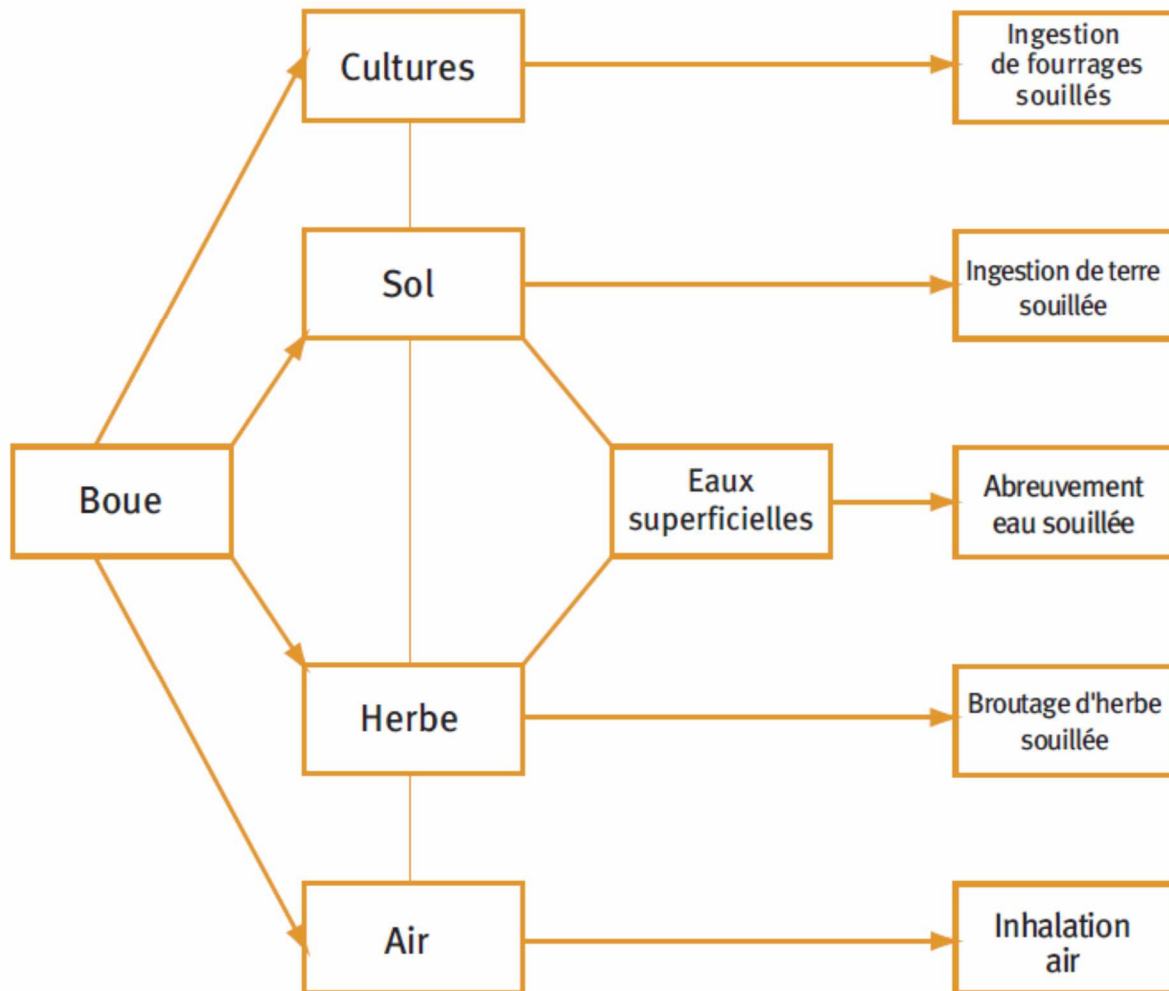 Cultures
Ingestion
de fourrages
souillés
Sol
Ingestion de terre
souillée
Boue
Eaux
superficielles
Abreuvement
eau souillée
Herbe
Broutage d'herbe
souillée
Air
Inhalation
air